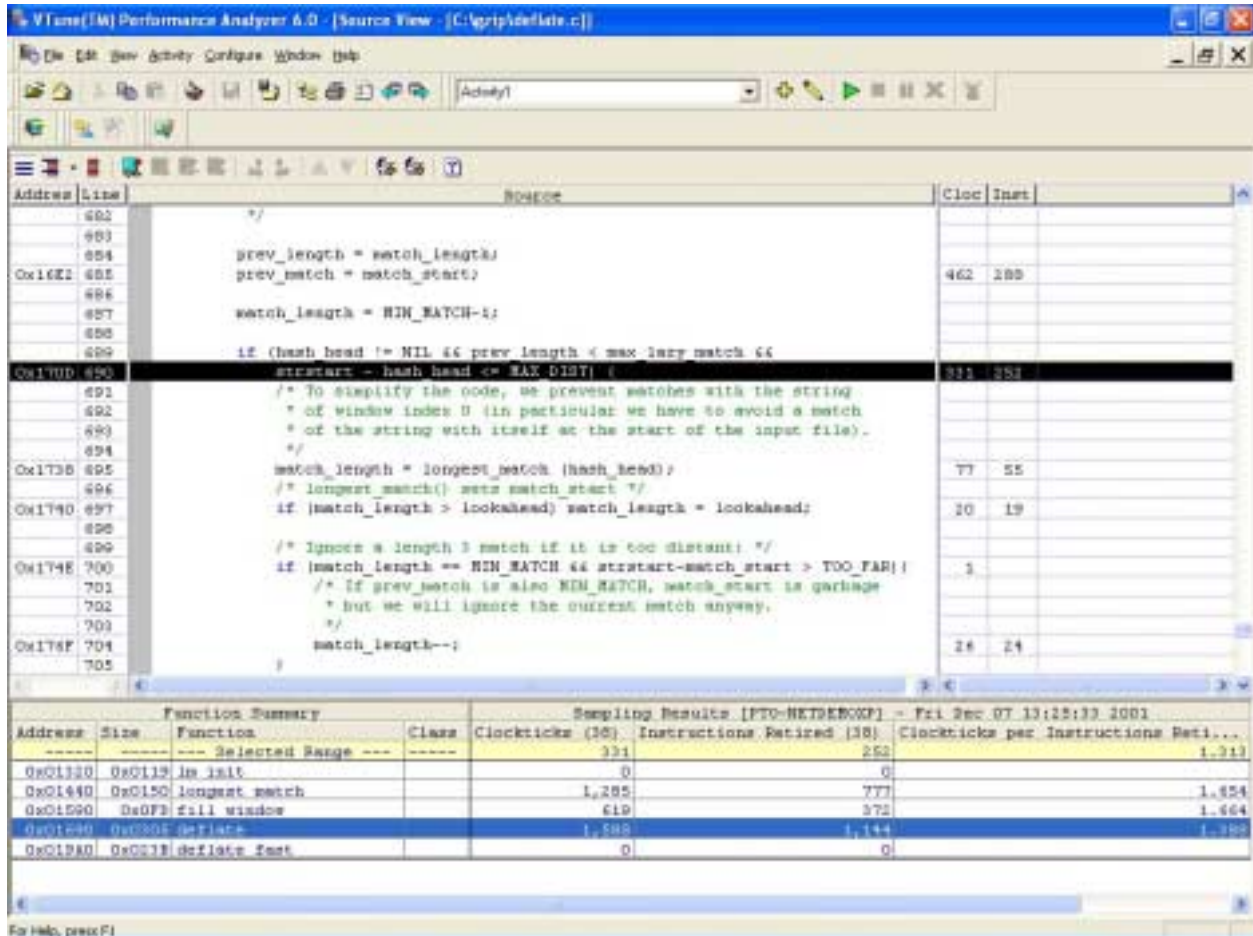 VTune(TM) Performance Analyzer 6.0 - [Source View - [C:\gzip\deflate.c]]
File Edit View Activity Configure Window Help
Activity1
Address Line Source Cloc Inst
682 */
683
684 prev_length = match_length;
0x16E2 685 prev_match = match_start; 462 288
686
687 match_length = MIN_MATCH-1;
688
689 if (hash_head != NIL && prev_length < max_lazy_match &&
0x170D 690 strstart - hash_head <= MAX_DIST) { 331 252
691 /* To simplify the code, we prevent matches with the string
692 * of window index 0 (in particular we have to avoid a match
693 * of the string with itself at the start of the input file).
694 */
0x1738 695 match_length = longest_match (hash_head); 77 55
696 /* longest_match() sets match_start */
0x1740 697 if (match_length > lookahead) match_length = lookahead; 20 19
698
699 /* Ignore a length 3 match if it is too distant: */
0x174E 700 if (match_length == MIN_MATCH && strstart-match_start > TOO_FAR){
701 /* If prev_match is also MIN_MATCH, match_start is garbage
702 * but we will ignore the current match anyway.
703 */
0x176F 704 match_length--; 26 24
705 }
Function Summary Sampling Results [PTO-NETDEMOXP] - Fri Dec 07 13:25:33 2001
Address Size Function Class Clockticks (38) Instructions Retired (38) Clockticks per Instructions Reti...
----- ----- --- Selected Range --- ----- 331 252 1.313
0x01320 0x0119 lm_init 0 0
0x01440 0x0150 longest_match 1,285 777 1.654
0x01590 0x0F3 fill_window 619 372 1.664
0x01690 deflate 1,588 1,144 1.388
0x019A0 0x023B deflate_fast 0 0
For Help, press F1